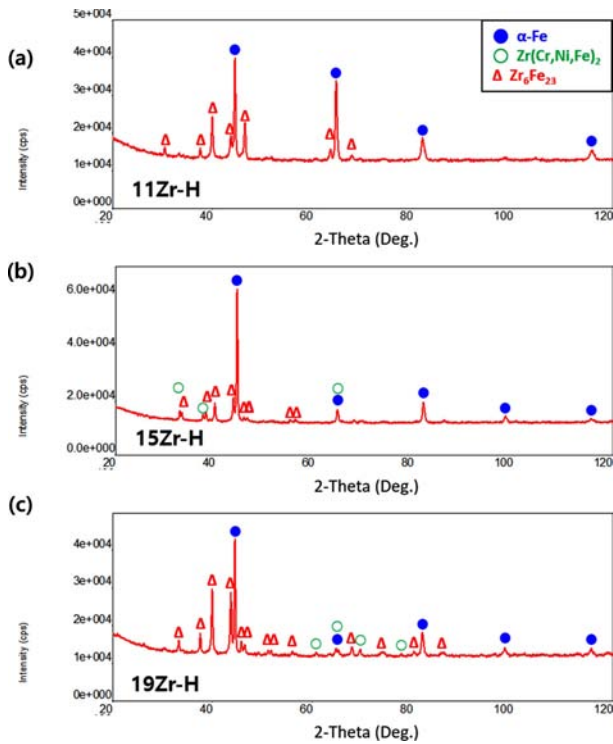 5e+004
α-Fe
Zr(Cr,Ni,Fe)₂
Zr₆Fe₂₃
(a)
4e+004
3e+004
2e+004
1e+004
0e+000
Intensity (cps)
11Zr-H
20 40 60 80 100 120
2-Theta (Deg.)
(b)
6.0e+004
4.0e+004
2.0e+004
0.0e+000
Intensity (cps)
15Zr-H
20 40 60 80 100 120
2-Theta (Deg.)
(c)
4e+004
3e+004
2e+004
1e+004
0e+000
Intensity (cps)
19Zr-H
20 40 60 80 100 120
2-Theta (Deg.)